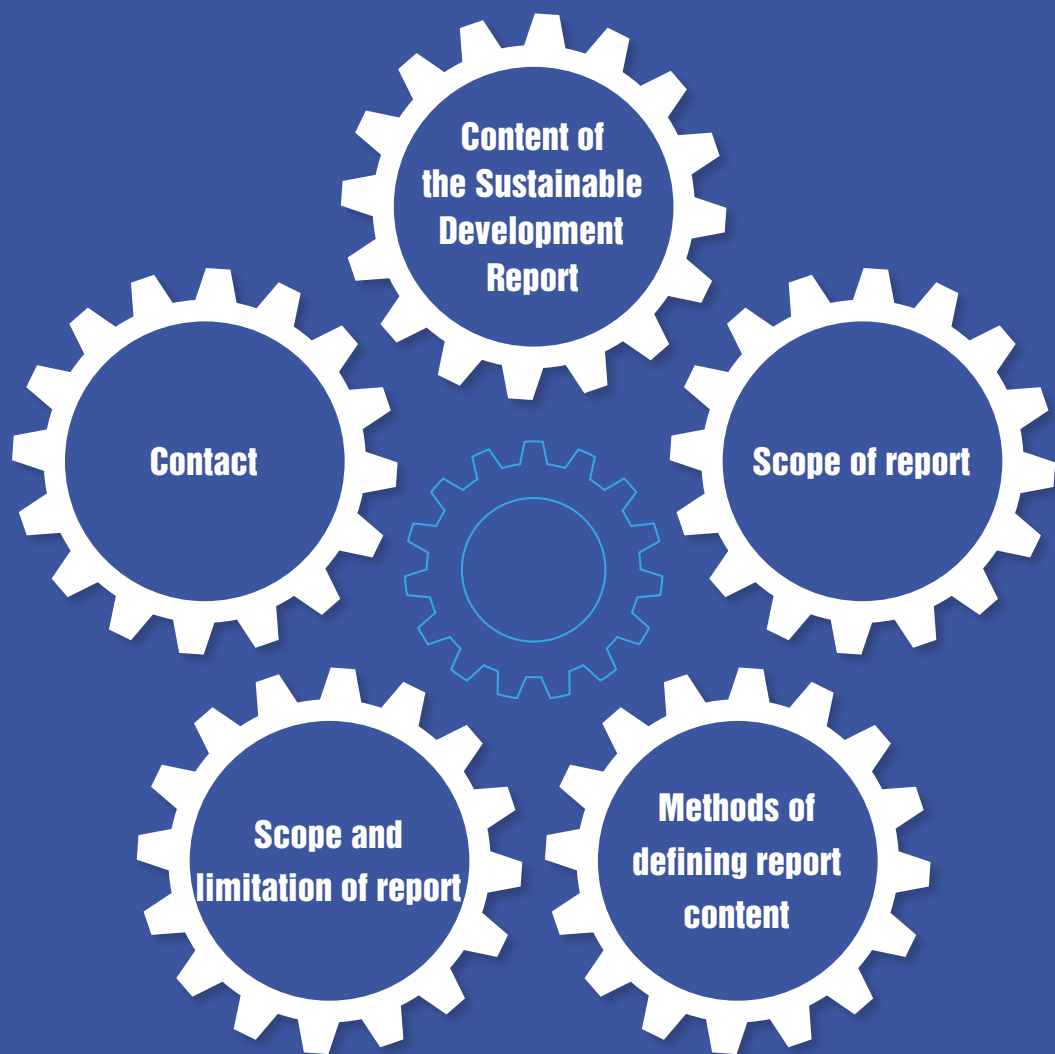 Content of
the Sustainable
Development
Report
Contact
Scope of report
Scope and
limitation of report
Methods of
defining report
content